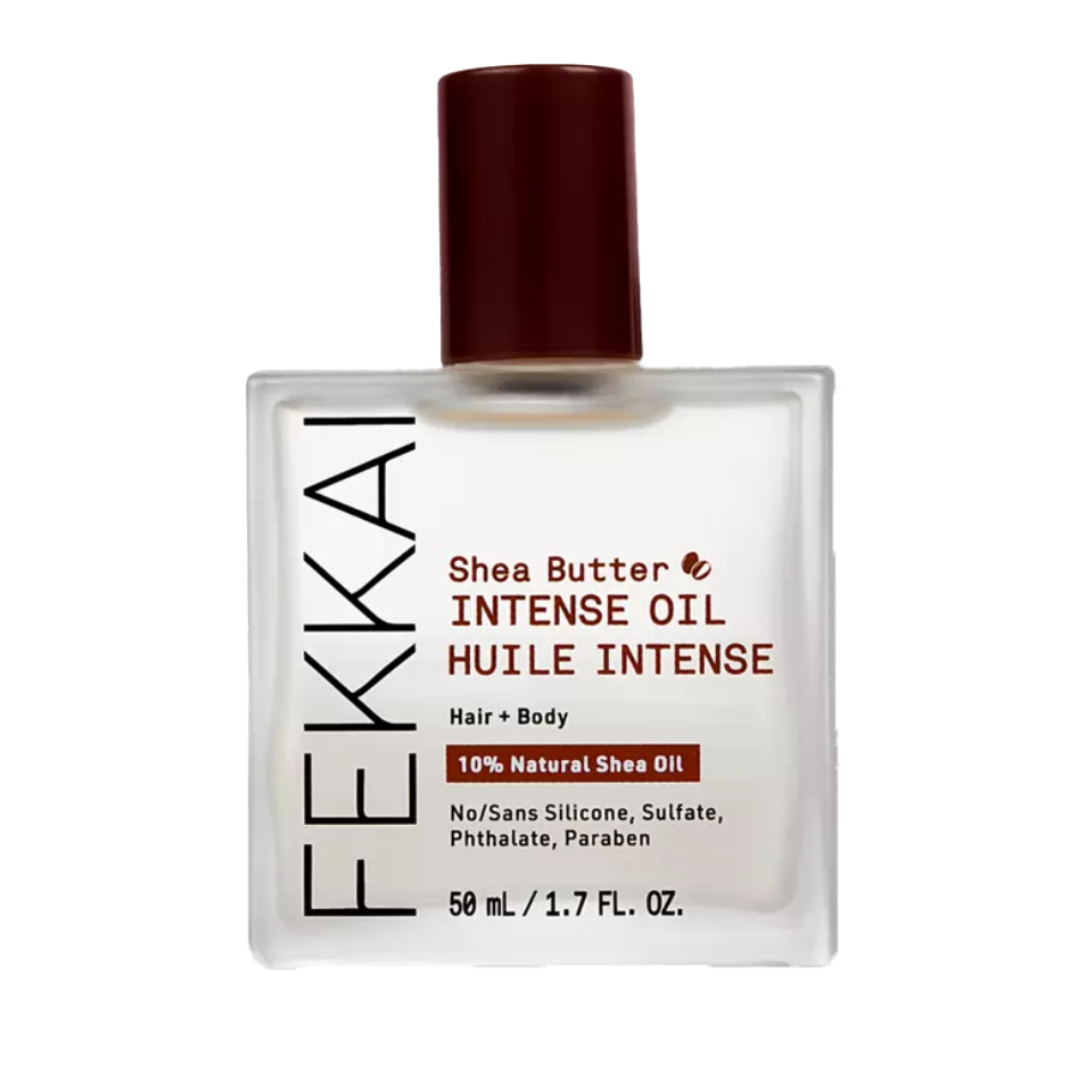 FEKKAI
Shea Butter
INTENSE OIL
HUILE INTENSE
Hair + Body
10% Natural Shea Oil
No/Sans Silicone, Sulfate,
Phthalate, Paraben
50 mL / 1.7 FL. OZ.